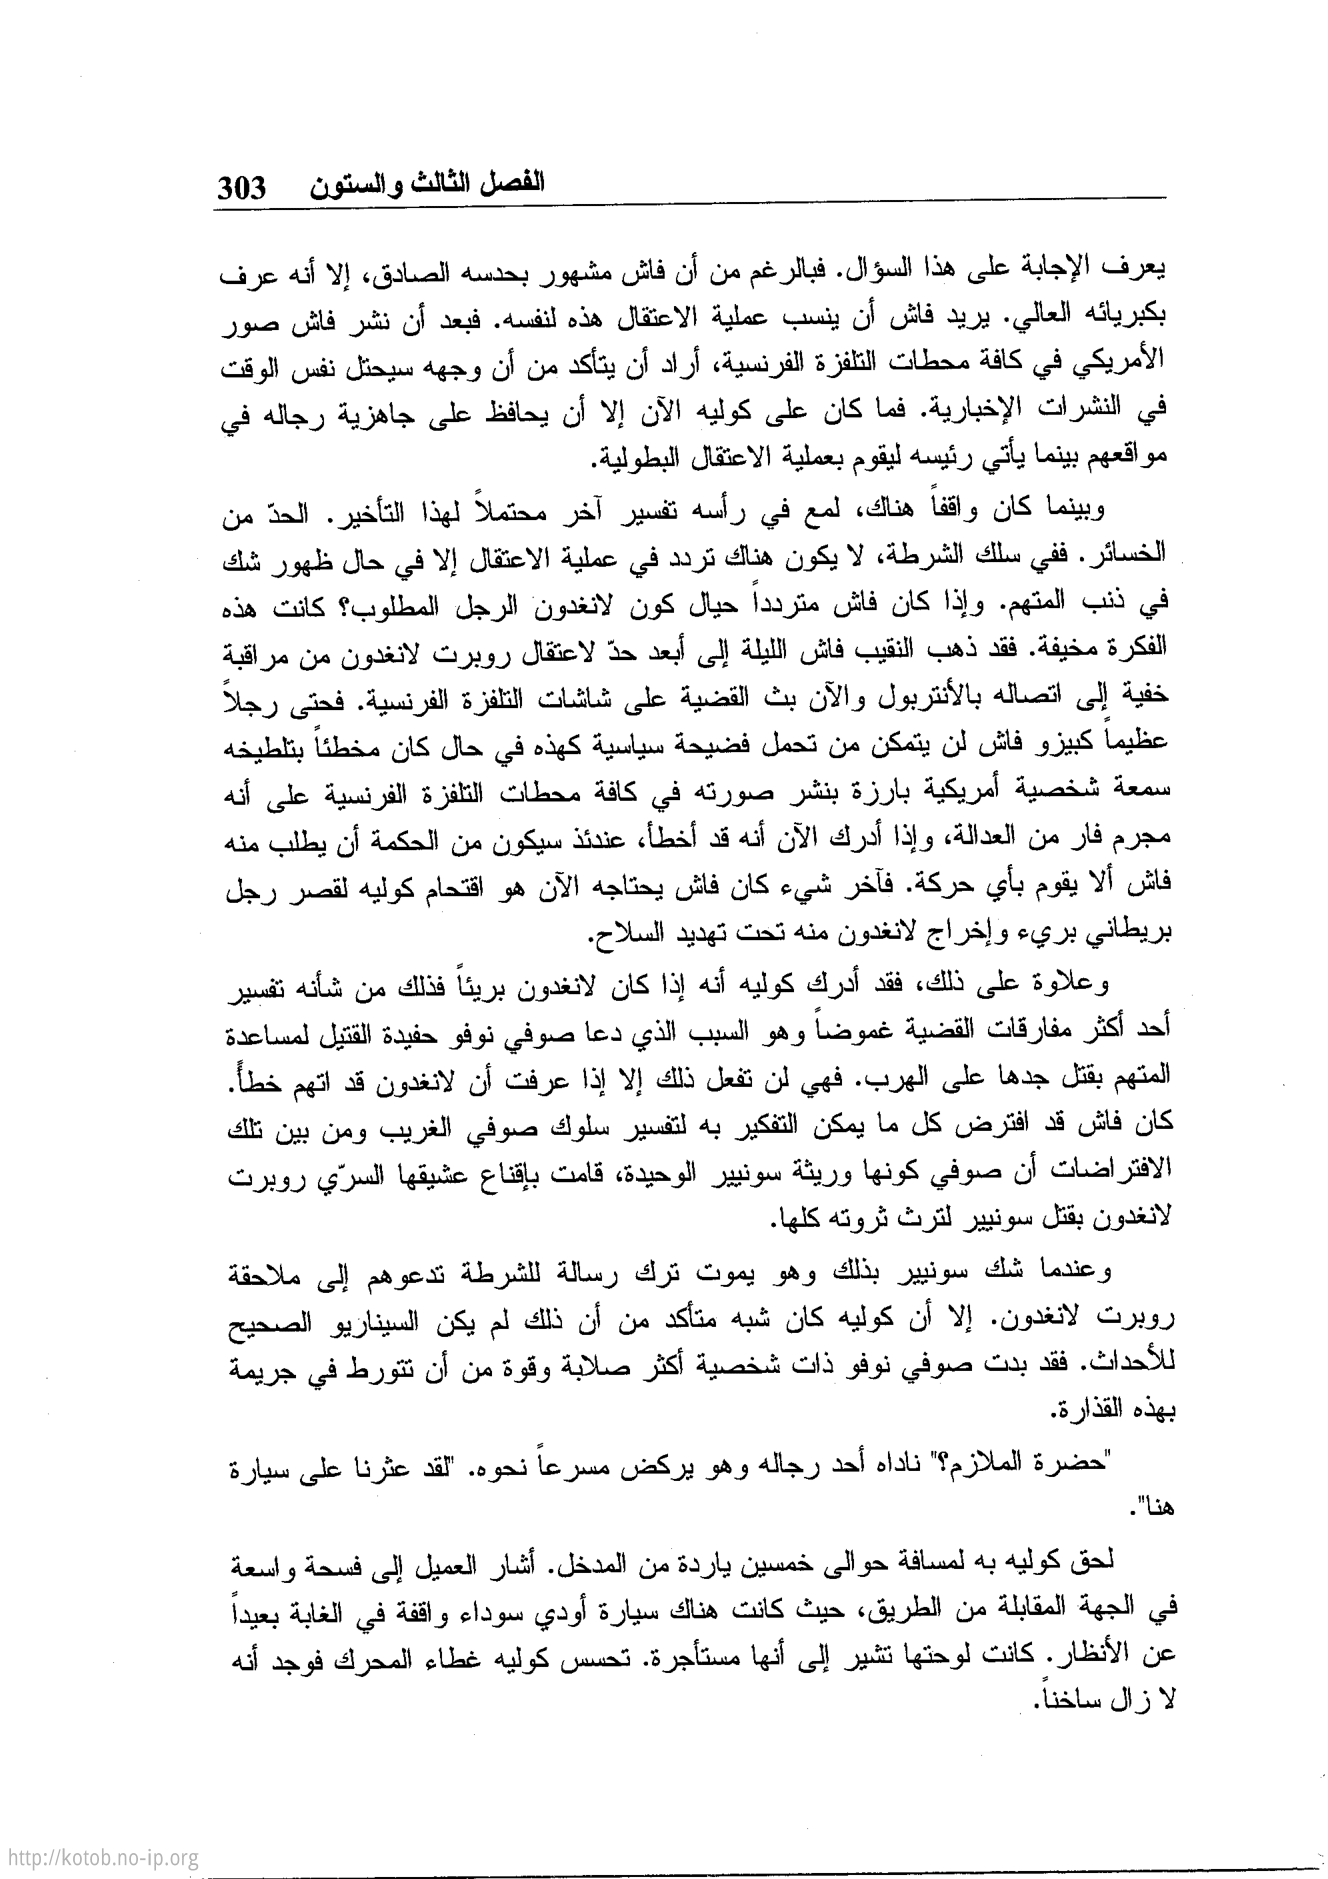 الفصل الثالث والستون 303
يعرف الإجابة على هذا السؤال. فبالرغم من أن فاش مشهور بحدسه الصادق، إلا أنه عرف
بكبريائه العالي. يريد فاش أن ينسب عملية الاعتقال هذه لنفسه. فبعد أن نشر فاش صور
الأمريكي في كافة محطات التلفزة الفرنسية، أراد أن يتأكد من أن وجهه سيحتل نفس الوقت
في النشرات الإخبارية. فما كان على كوليه الآن إلا أن يحافظ على جاهزية رجاله في
مواقعهم بينما يأتي رئيسه ليقوم بعملية الاعتقال البطولية.
وبينما كان واقفاً هناك، لمع في رأسه تفسير آخر محتملاً لهذا التأخير. الحدّ من
الخسائر. ففي سلك الشرطة، لا يكون هناك تردد في عملية الاعتقال إلا في حال ظهور شك
في ذنب المتهم. وإذا كان فاش متردداً حيال كون لانغدون الرجل المطلوب؟ كانت هذه
الفكرة مخيفة. فقد ذهب النقيب فاش الليلة إلى أبعد حدّ لاعتقال روبرت لانغدون من مراقبة
خفية إلى اتصاله بالأنتربول والآن بث القضية على شاشات التلفزة الفرنسية. فحتى رجلاً
عظيماً كبيزو فاش لن يتمكن من تحمل فضيحة سياسية كهذه في حال كان مخطئاً بتلطيخه
سمعة شخصية أمريكية بارزة بنشر صورته في كافة محطات التلفزة الفرنسية على أنه
مجرم فار من العدالة، وإذا أدرك الآن أنه قد أخطأ، عندئذ سيكون من الحكمة أن يطلب منه
فاش ألا يقوم بأي حركة. فآخر شيء كان فاش يحتاجه الآن هو اقتحام كوليه لقصر رجل
بريطاني بريء وإخراج لانغدون منه تحت تهديد السلاح.
وعلاوة على ذلك، فقد أدرك كوليه أنه إذا كان لانغدون بريئاً فذلك من شأنه تفسير
أحد أكثر مفارقات القضية غموضاً وهو السبب الذي دعا صوفي نوفو حفيدة القتيل لمساعدة
المتهم بقتل جدها على الهرب. فهي لن تفعل ذلك إلا إذا عرفت أن لانغدون قد اتهم خطأً.
كان فاش قد افترض كل ما يمكن التفكير به لتفسير سلوك صوفي الغريب ومن بين تلك
الافتراضات أن صوفي كونها وريثة سونيير الوحيدة، قامت بإقناع عشيقها السرّي روبرت
لانغدون بقتل سونيير لترث ثروته كلها.
وعندما شك سونيير بذلك وهو يموت ترك رسالة للشرطة تدعوهم إلى ملاحقة
روبرت لانغدون. إلا أن كوليه كان شبه متأكد من أن ذلك لم يكن السيناريو الصحيح
للأحداث. فقد بدت صوفي نوفو ذات شخصية أكثر صلابة وقوة من أن تتورط في جريمة
بهذه القذارة.
"حضرة الملازم؟" ناداه أحد رجاله وهو يركض مسرعاً نحوه. "لقد عثرنا على سيارة
هنا".
لحق كوليه به لمسافة حوالى خمسين ياردة من المدخل. أشار العميل إلى فسحة واسعة
في الجهة المقابلة من الطريق، حيث كانت هناك سيارة أودي سوداء واقفة في الغابة بعيداً
عن الأنظار. كانت لوحتها تشير إلى أنها مستأجرة. تحسس كوليه غطاء المحرك فوجد أنه
لا زال ساخناً.
http://kotob.no-ip.org